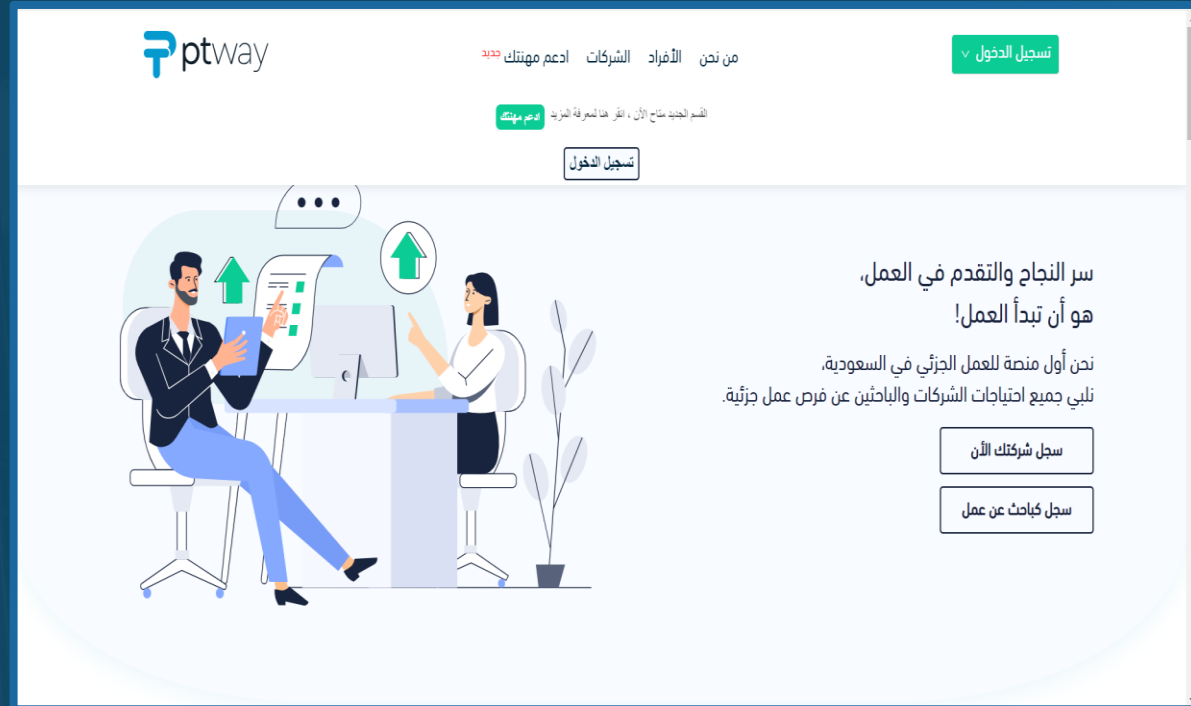 ptway
من نحن الأفراد الشركات ادعم مهنتك جديد
تسجيل الدخول
القسم الجديد متاح الأن ، انقر هنا لمعرفة المزيد ادعم مهنتك
تسجيل الدخول
سر النجاح والتقدم في العمل،
هو أن تبدأ العمل!
نحن أول منصة للعمل الجزئي في السعودية،
نلبي جميع احتياجات الشركات والباحثين عن فرص عمل جزئية.
سجل شركتك الأن
سجل كباحث عن عمل